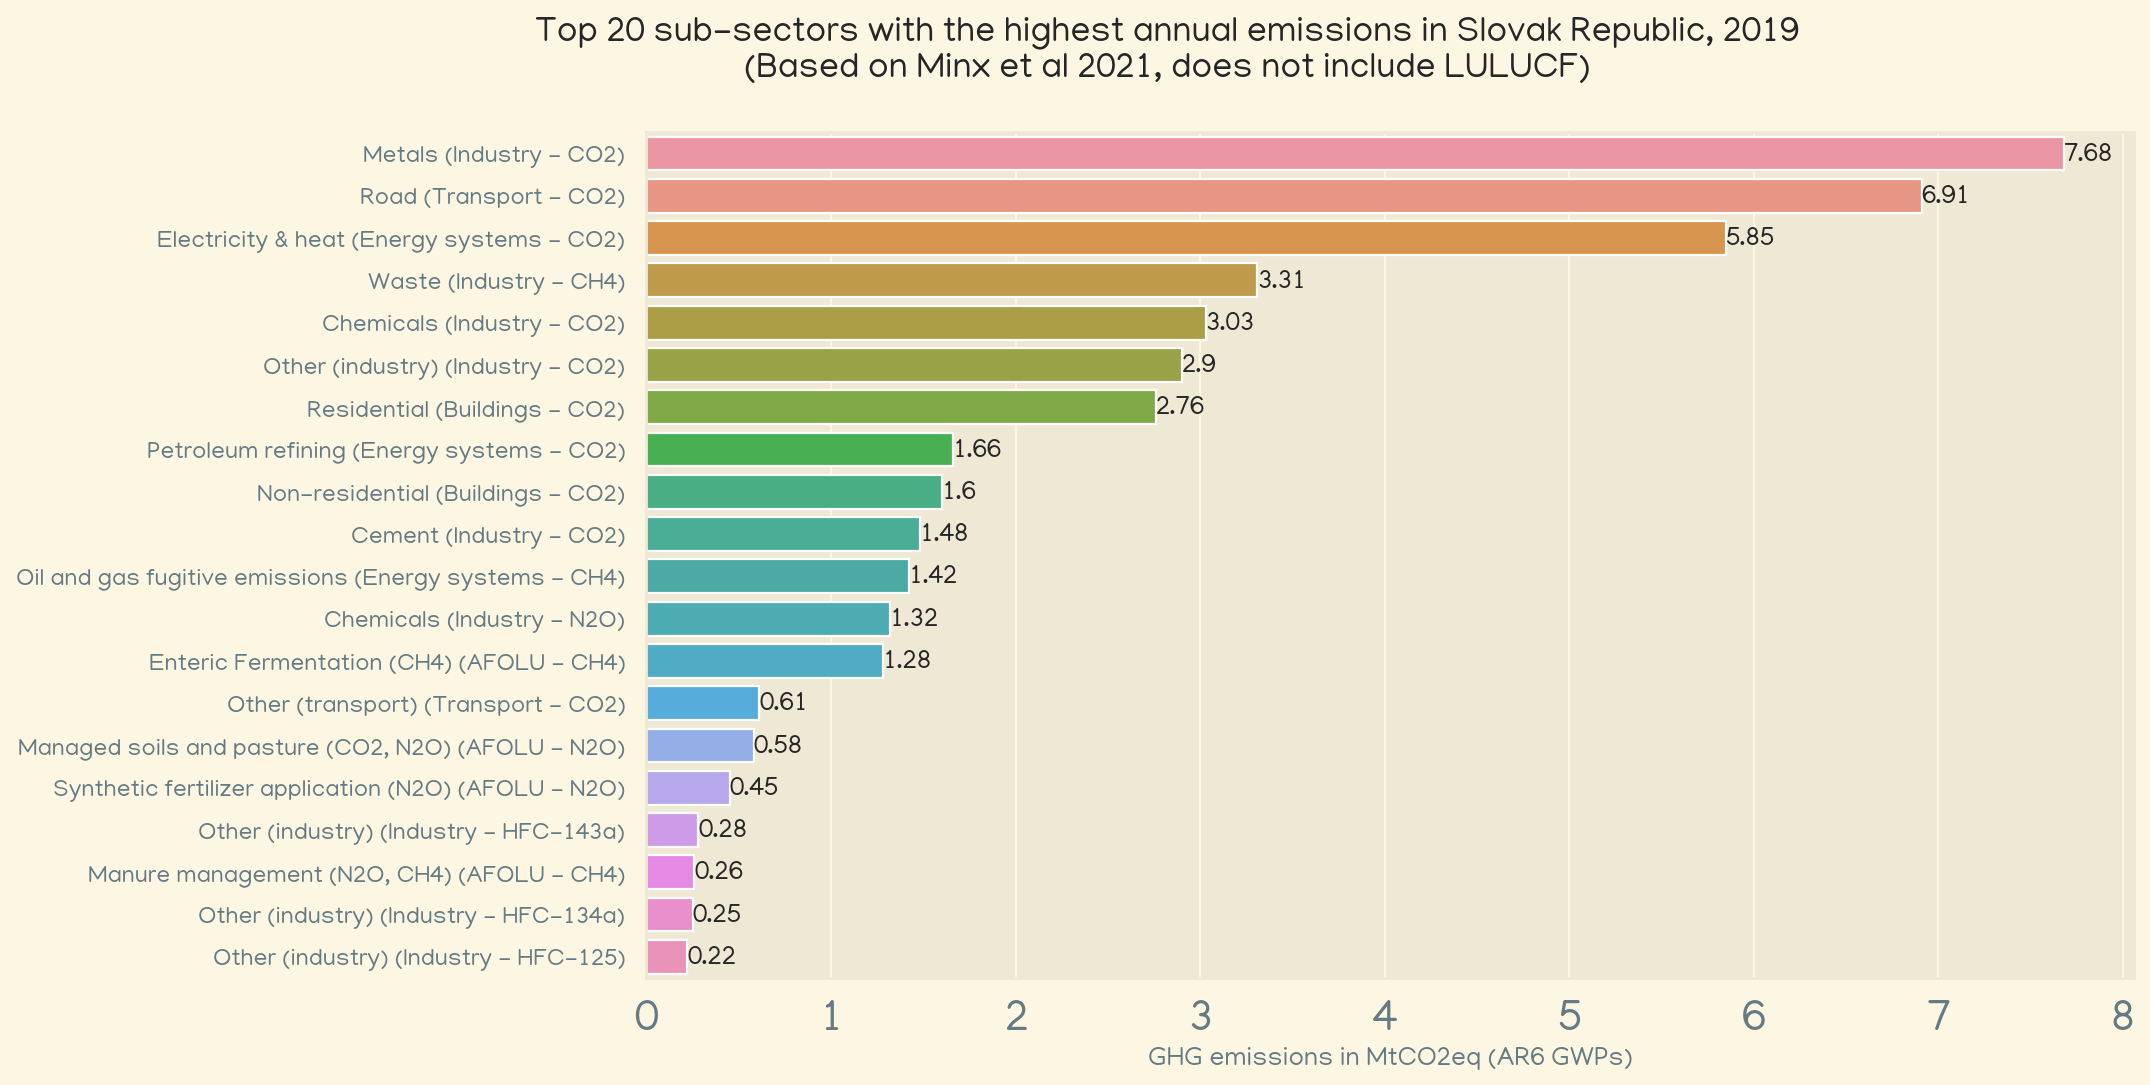 Top 20 sub-sectors with the highest annual emissions in Slovak Republic, 2019
(Based on Minx et al 2021, does not include LULUCF)
Metals (Industry - CO2) 7.68
Road (Transport - CO2) 6.91
Electricity & heat (Energy systems - CO2) 5.85
Waste (Industry - CH4) 3.31
Chemicals (Industry - CO2) 3.03
Other (industry) (Industry - CO2) 2.9
Residential (Buildings - CO2) 2.76
Petroleum refining (Energy systems - CO2) 1.66
Non-residential (Buildings - CO2) 1.6
Cement (Industry - CO2) 1.48
Oil and gas fugitive emissions (Energy systems - CH4) 1.42
Chemicals (Industry - N2O) 1.32
Enteric Fermentation (CH4) (AFOLU - CH4) 1.28
Other (transport) (Transport - CO2) 0.61
Managed soils and pasture (CO2, N2O) (AFOLU - N2O) 0.58
Synthetic fertilizer application (N2O) (AFOLU - N2O) 0.45
Other (industry) (Industry - HFC-143a) 0.28
Manure management (N2O, CH4) (AFOLU - CH4) 0.26
Other (industry) (Industry - HFC-134a) 0.25
Other (industry) (Industry - HFC-125) 0.22
0 1 2 3 4 5 6 7 8
GHG emissions in MtCO2eq (AR6 GWPs)